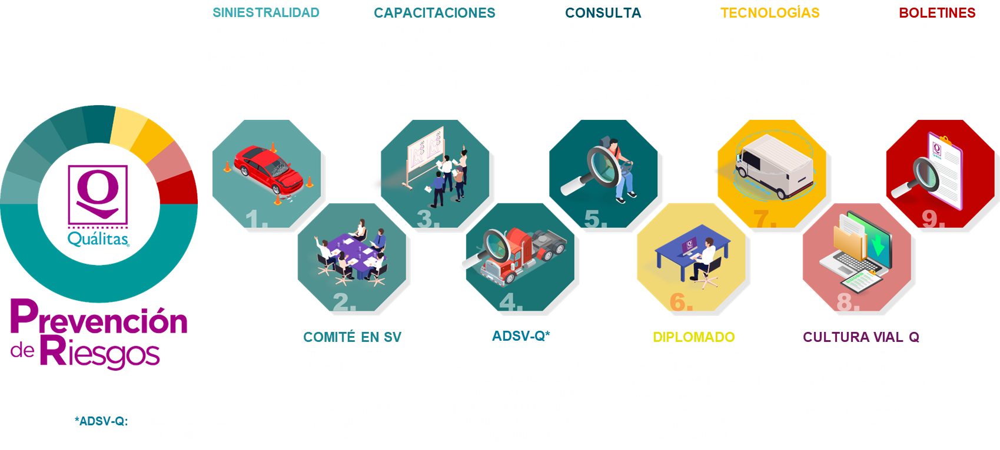 SINIESTRALIDAD
CAPACITACIONES
CONSULTA
TECNOLOGÍAS
BOLETINES
Q
Quálitas
Prevención
de Riesgos
1.
2.
3.
4.
5.
6.
7.
8.
9.
COMITÉ EN SV
ADSV-Q*
DIPLOMADO
CULTURA VIAL Q
*ADSV-Q: